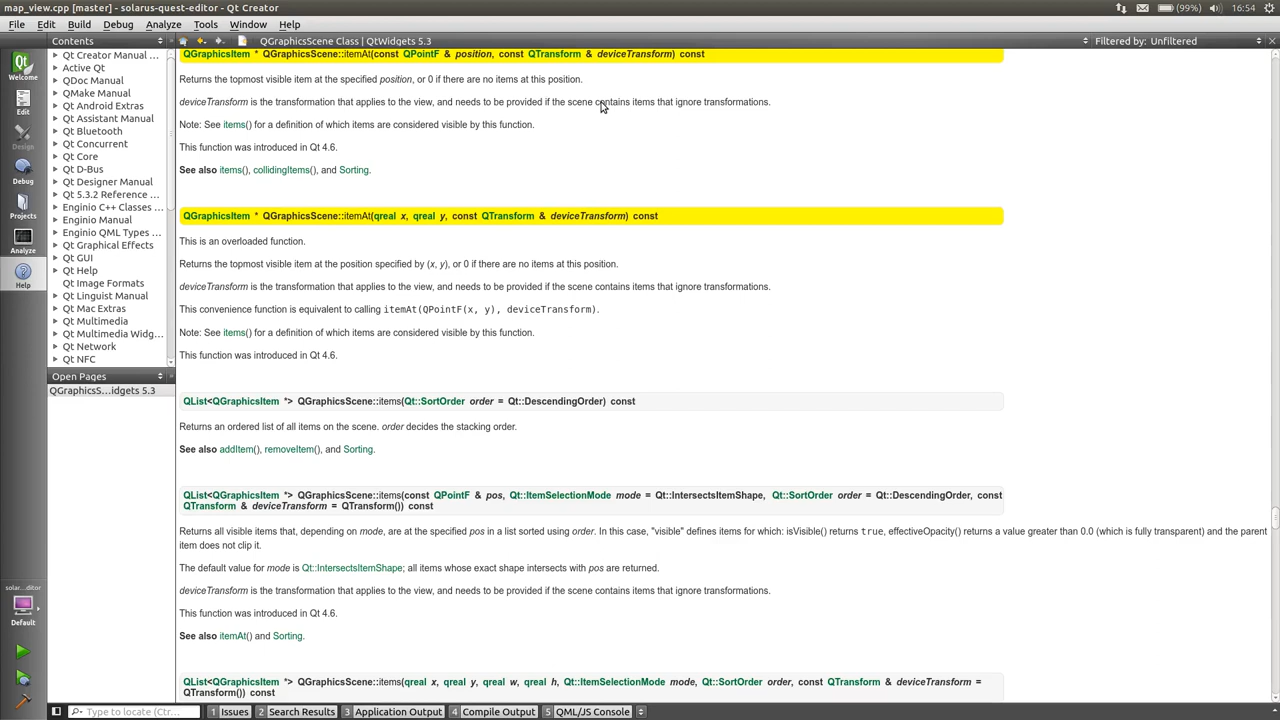 map_view.cpp [master] - solarus-quest-editor - Qt Creator
(99%) 16:54
File Edit Build Debug Analyze Tools Window Help
Contents
QGraphicsScene Class | QtWidgets 5.3
Filtered by: Unfiltered
Welcome
Edit
Design
Debug
Projects
Analyze
Help
solar...ditor
Default
Qt Creator Manual ...
Active Qt
QDoc Manual
QMake Manual
Qt Android Extras
Qt Assistant Manual
Qt Bluetooth
Qt Concurrent
Qt Core
Qt D-Bus
Qt Designer Manual
Qt 5.3.2 Reference ...
Enginio C++ Classes ...
Enginio Manual
Enginio QML Types ...
Qt Graphical Effects
Qt GUI
Qt Help
Qt Image Formats
Qt Linguist Manual
Qt Mac Extras
Qt Multimedia
Qt Multimedia Widg...
Qt Network
Qt NFC
Open Pages
QGraphicsS...idgets 5.3
QGraphicsItem * QGraphicsScene::itemAt(const QPointF & position, const QTransform & deviceTransform) const
Returns the topmost visible item at the specified position, or 0 if there are no items at this position.
deviceTransform is the transformation that applies to the view, and needs to be provided if the scene contains items that ignore transformations.
Note: See items() for a definition of which items are considered visible by this function.
This function was introduced in Qt 4.6.
See also items(), collidingItems(), and Sorting.
QGraphicsItem * QGraphicsScene::itemAt(qreal x, qreal y, const QTransform & deviceTransform) const
This is an overloaded function.
Returns the topmost visible item at the position specified by (x, y), or 0 if there are no items at this position.
deviceTransform is the transformation that applies to the view, and needs to be provided if the scene contains items that ignore transformations.
This convenience function is equivalent to calling itemAt(QPointF(x, y), deviceTransform).
Note: See items() for a definition of which items are considered visible by this function.
This function was introduced in Qt 4.6.
QList<QGraphicsItem *> QGraphicsScene::items(Qt::SortOrder order = Qt::DescendingOrder) const
Returns an ordered list of all items on the scene. order decides the stacking order.
See also addItem(), removeItem(), and Sorting.
QList<QGraphicsItem *> QGraphicsScene::items(const QPointF & pos, Qt::ItemSelectionMode mode = Qt::IntersectsItemShape, Qt::SortOrder order = Qt::DescendingOrder, const
QTransform & deviceTransform = QTransform()) const
Returns all visible items that, depending on mode, are at the specified pos in a list sorted using order. In this case, "visible" defines items for which: isVisible() returns true, effectiveOpacity() returns a value greater than 0.0 (which is fully transparent) and the parent
item does not clip it.
The default value for mode is Qt::IntersectsItemShape; all items whose exact shape intersects with pos are returned.
deviceTransform is the transformation that applies to the view, and needs to be provided if the scene contains items that ignore transformations.
This function was introduced in Qt 4.6.
See also itemAt() and Sorting.
QList<QGraphicsItem *> QGraphicsScene::items(qreal x, qreal y, qreal w, qreal h, Qt::ItemSelectionMode mode, Qt::SortOrder order, const QTransform & deviceTransform =
QTransform()) const
Type to locate (Ctrl... 1 Issues 2 Search Results 3 Application Output 4 Compile Output 5 QML/JS Console